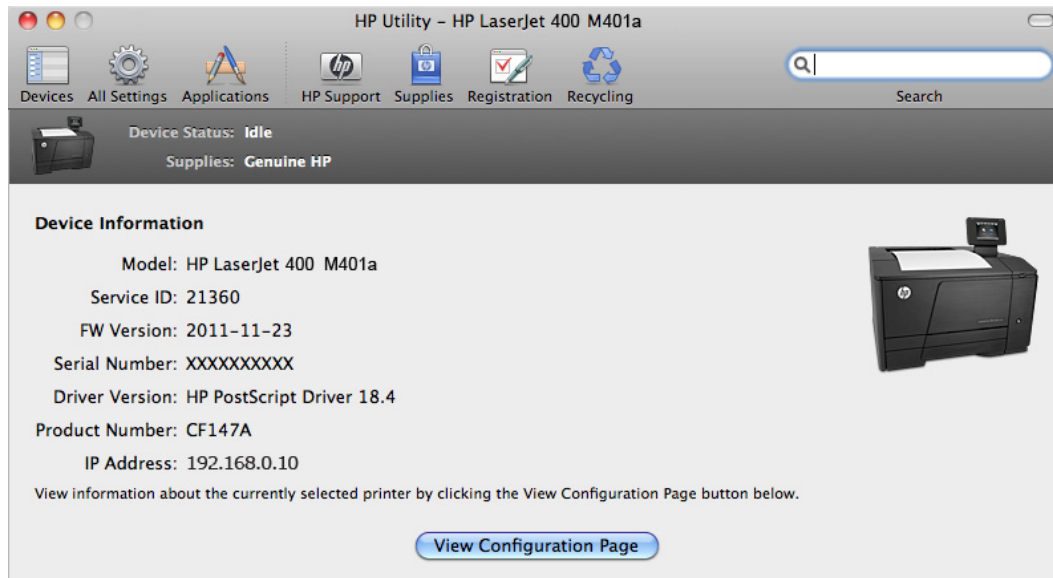 HP Utility – HP LaserJet 400 M401a
Devices All Settings Applications HP Support Supplies Registration Recycling Search
Device Status: Idle
Supplies: Genuine HP
Device Information
Model: HP LaserJet 400 M401a
Service ID: 21360
FW Version: 2011-11-23
Serial Number: XXXXXXXXXX
Driver Version: HP PostScript Driver 18.4
Product Number: CF147A
IP Address: 192.168.0.10
View information about the currently selected printer by clicking the View Configuration Page button below.
View Configuration Page